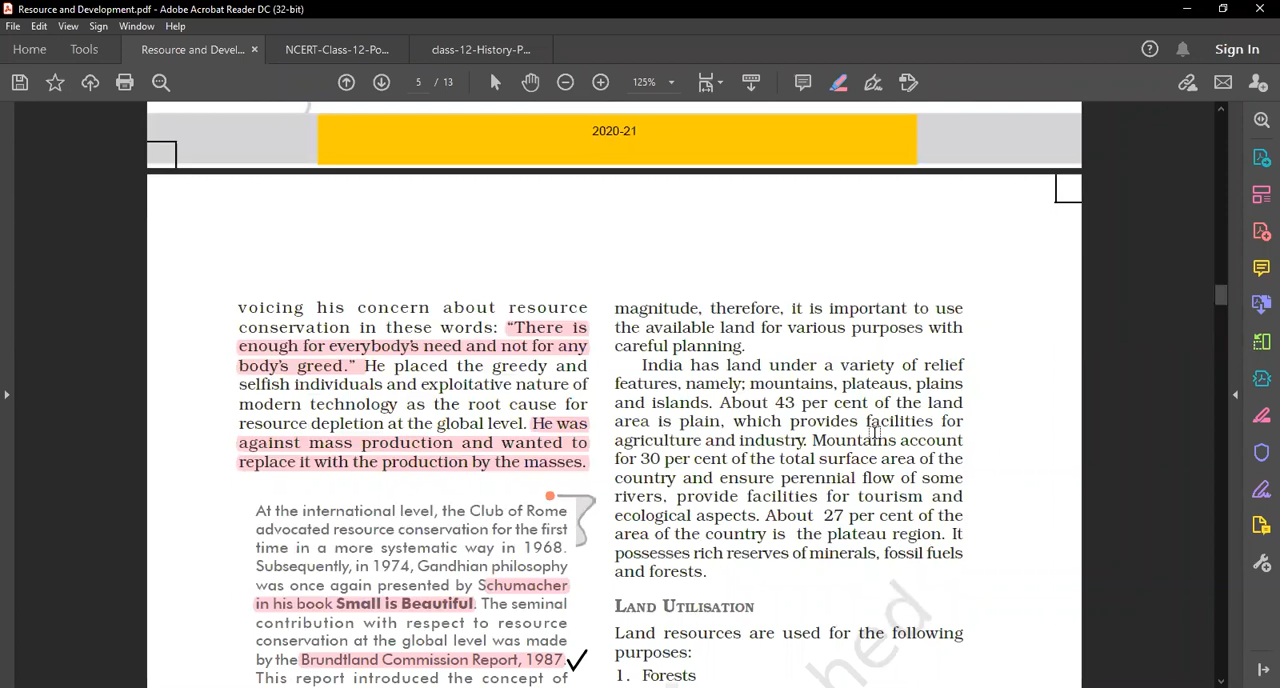 Resource and Development.pdf - Adobe Acrobat Reader DC (32-bit)
File Edit View Sign Window Help
Home Tools Resource and Devel... × NCERT-Class-12-Po... class-12-History-P... Sign In
5 / 13 125%
2020-21
voicing his concern about resource
conservation in these words: “There is
enough for everybody’s need and not for any
body’s greed.” He placed the greedy and
selfish individuals and exploitative nature of
modern technology as the root cause for
resource depletion at the global level. He was
against mass production and wanted to
replace it with the production by the masses.
At the international level, the Club of Rome
advocated resource conservation for the first
time in a more systematic way in 1968.
Subsequently, in 1974, Gandhian philosophy
was once again presented by Schumacher
in his book Small is Beautiful. The seminal
contribution with respect to resource
conservation at the global level was made
by the Brundtland Commission Report, 1987.
This report introduced the concept of
magnitude, therefore, it is important to use
the available land for various purposes with
careful planning.
India has land under a variety of relief
features, namely; mountains, plateaus, plains
and islands. About 43 per cent of the land
area is plain, which provides facilities for
agriculture and industry. Mountains account
for 30 per cent of the total surface area of the
country and ensure perennial flow of some
rivers, provide facilities for tourism and
ecological aspects. About 27 per cent of the
area of the country is the plateau region. It
possesses rich reserves of minerals, fossil fuels
and forests.
LAND UTILISATION
Land resources are used for the following
purposes:
1. Forests